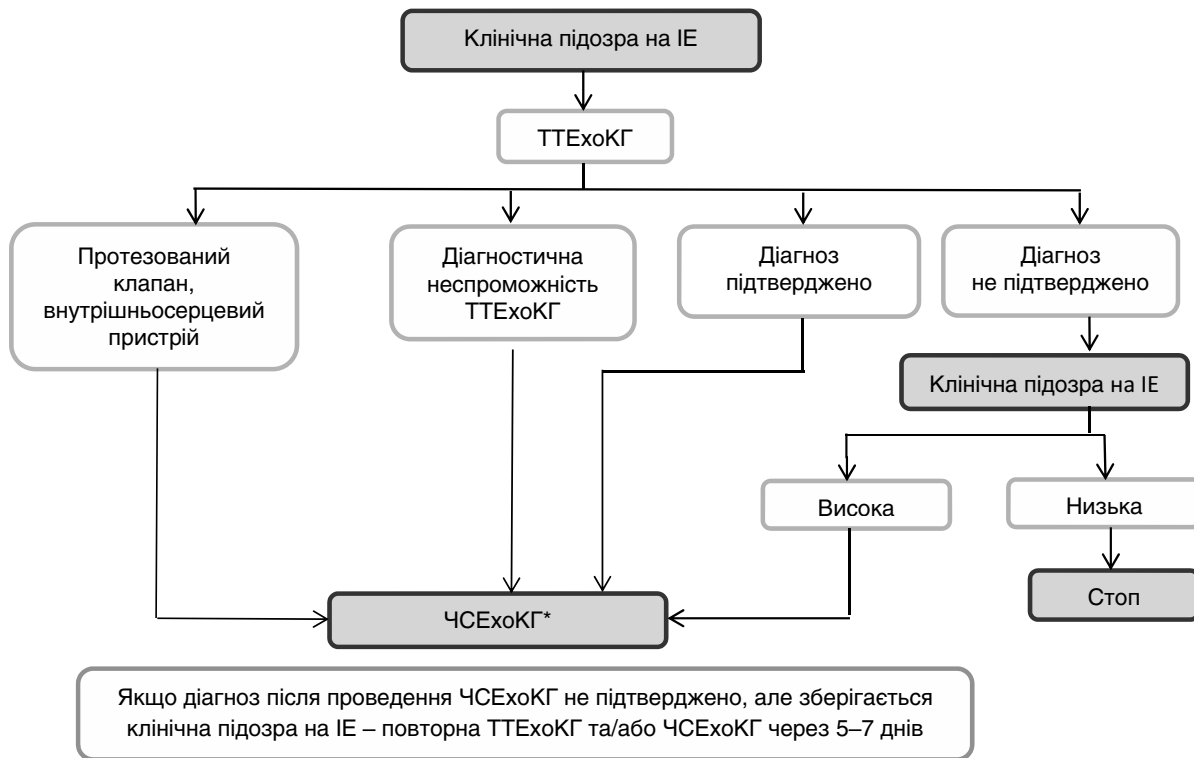 Клінічна підозра на ІЕ
ТТЕхоКГ
Протезований
клапан,
внутрішньосерцевий
пристрій
Діагностична
неспроможність
ТТЕхоКГ
Діагноз
підтверджено
Діагноз
не підтверджено
Клінічна підозра на ІЕ
Висока
Низька
Стоп
ЧСЕхоКГ*
Якщо діагноз після проведення ЧСЕхоКГ не підтверджено, але зберігається
клінічна підозра на ІЕ – повторна ТТЕхоКГ та/або ЧСЕхоКГ через 5–7 днів